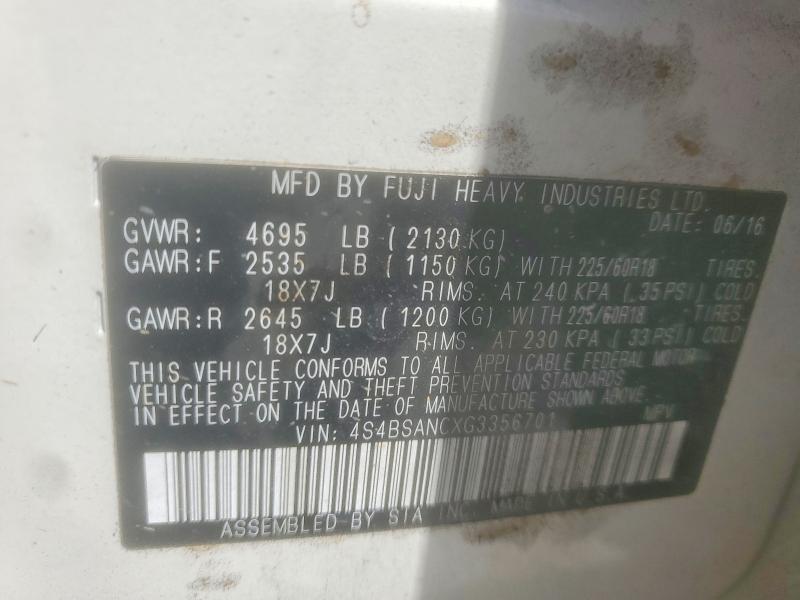 MFD BY FUJI HEAVY INDUSTRIES LTD.
DATE: 06/16
GVWR: 4695 LB ( 2130 KG)
GAWR:F 2535 LB ( 1150 KG) WITH 225/60R18 TIRES.
18X7J RIMS. AT 240 KPA ( 35 PSI) COLD
GAWR:R 2645 LB ( 1200 KG) WITH 225/60R18 TIRES.
18X7J RIMS. AT 230 KPA ( 33 PSI) COLD
THIS VEHICLE CONFORMS TO ALL APPLICABLE FEDERAL MOTOR
VEHICLE SAFETY AND THEFT PREVENTION STANDARDS
IN EFFECT ON THE DATE OF MANUFACTURE SHOWN ABOVE.
VIN: 4S4BSANCXG3356701 MPV
ASSEMBLED BY SIA INC. MADE IN U.S.A